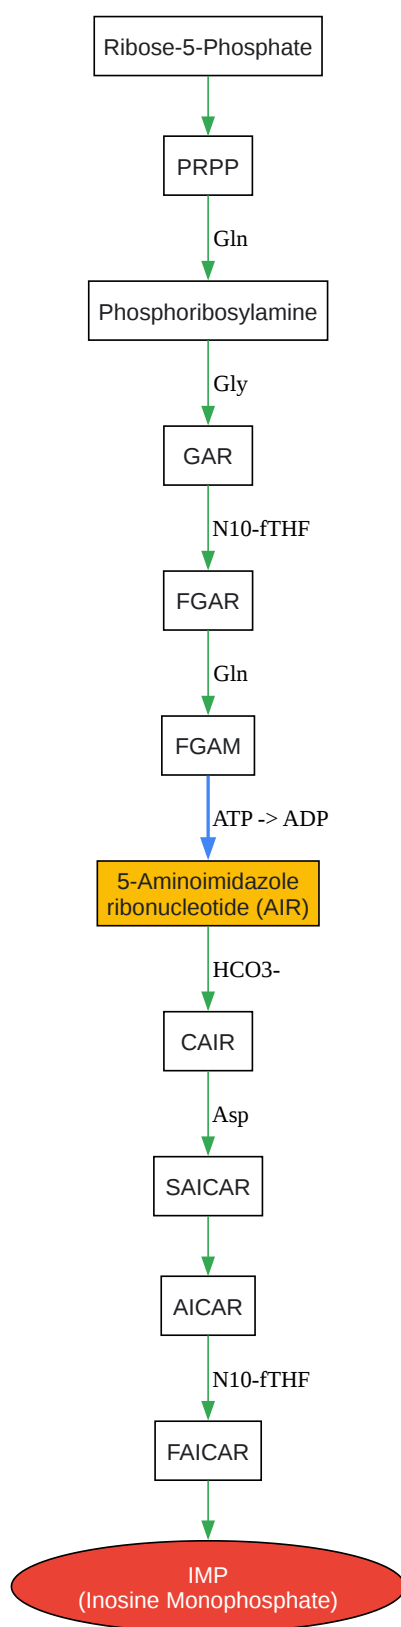 Ribose-5-Phosphate
PRPP
Gln
Phosphoribosylamine
Gly
GAR
N10-fTHF
FGAR
Gln
FGAM
ATP -> ADP
5-Aminoimidazole
ribonucleotide (AIR)
HCO3-
CAIR
Asp
SAICAR
AICAR
N10-fTHF
FAICAR
IMP
(Inosine Monophosphate)